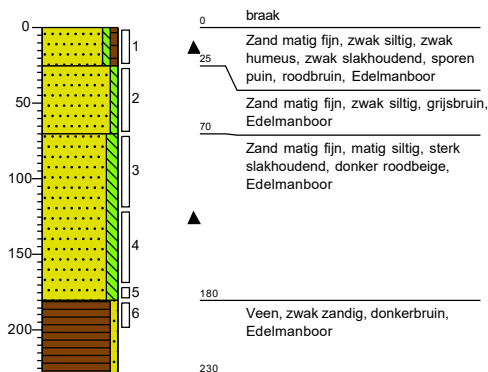 0
50
100
150
200
1
2
3
4
5
6
0
braak
Zand matig fijn, zwak siltig, zwak
humeus, zwak slakhoudend, sporen
puin, roodbruin, Edelmanboor
25
Zand matig fijn, zwak siltig, grijsbruin,
Edelmanboor
70
Zand matig fijn, matig siltig, sterk
slakhoudend, donker roodbeige,
Edelmanboor
180
Veen, zwak zandig, donkerbruin,
Edelmanboor
230